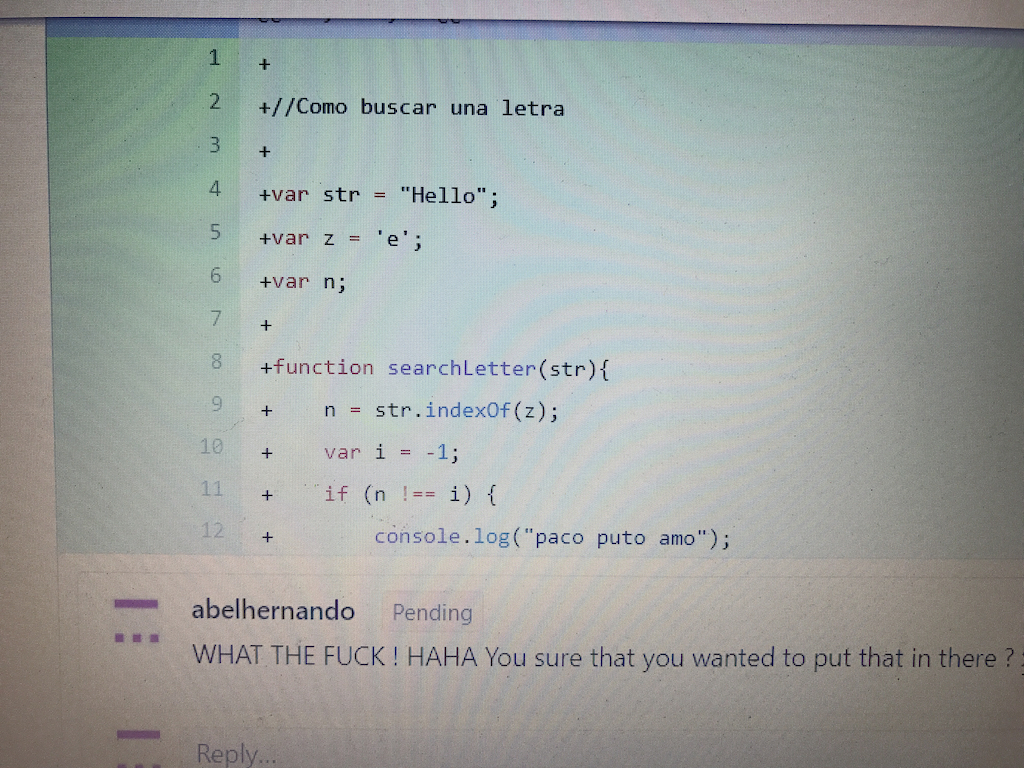 1 +
2 +//Como buscar una letra
3 +
4 +var str = "Hello";
5 +var z = 'e';
6 +var n;
7 +
8 +function searchLetter(str){
9 +    n = str.indexOf(z);
10 +    var i = -1;
11 +    if (n !== i) {
12 +        console.log("paco puto amo");
abelhernando Pending
WHAT THE FUCK ! HAHA You sure that you wanted to put that in there ?
Reply...